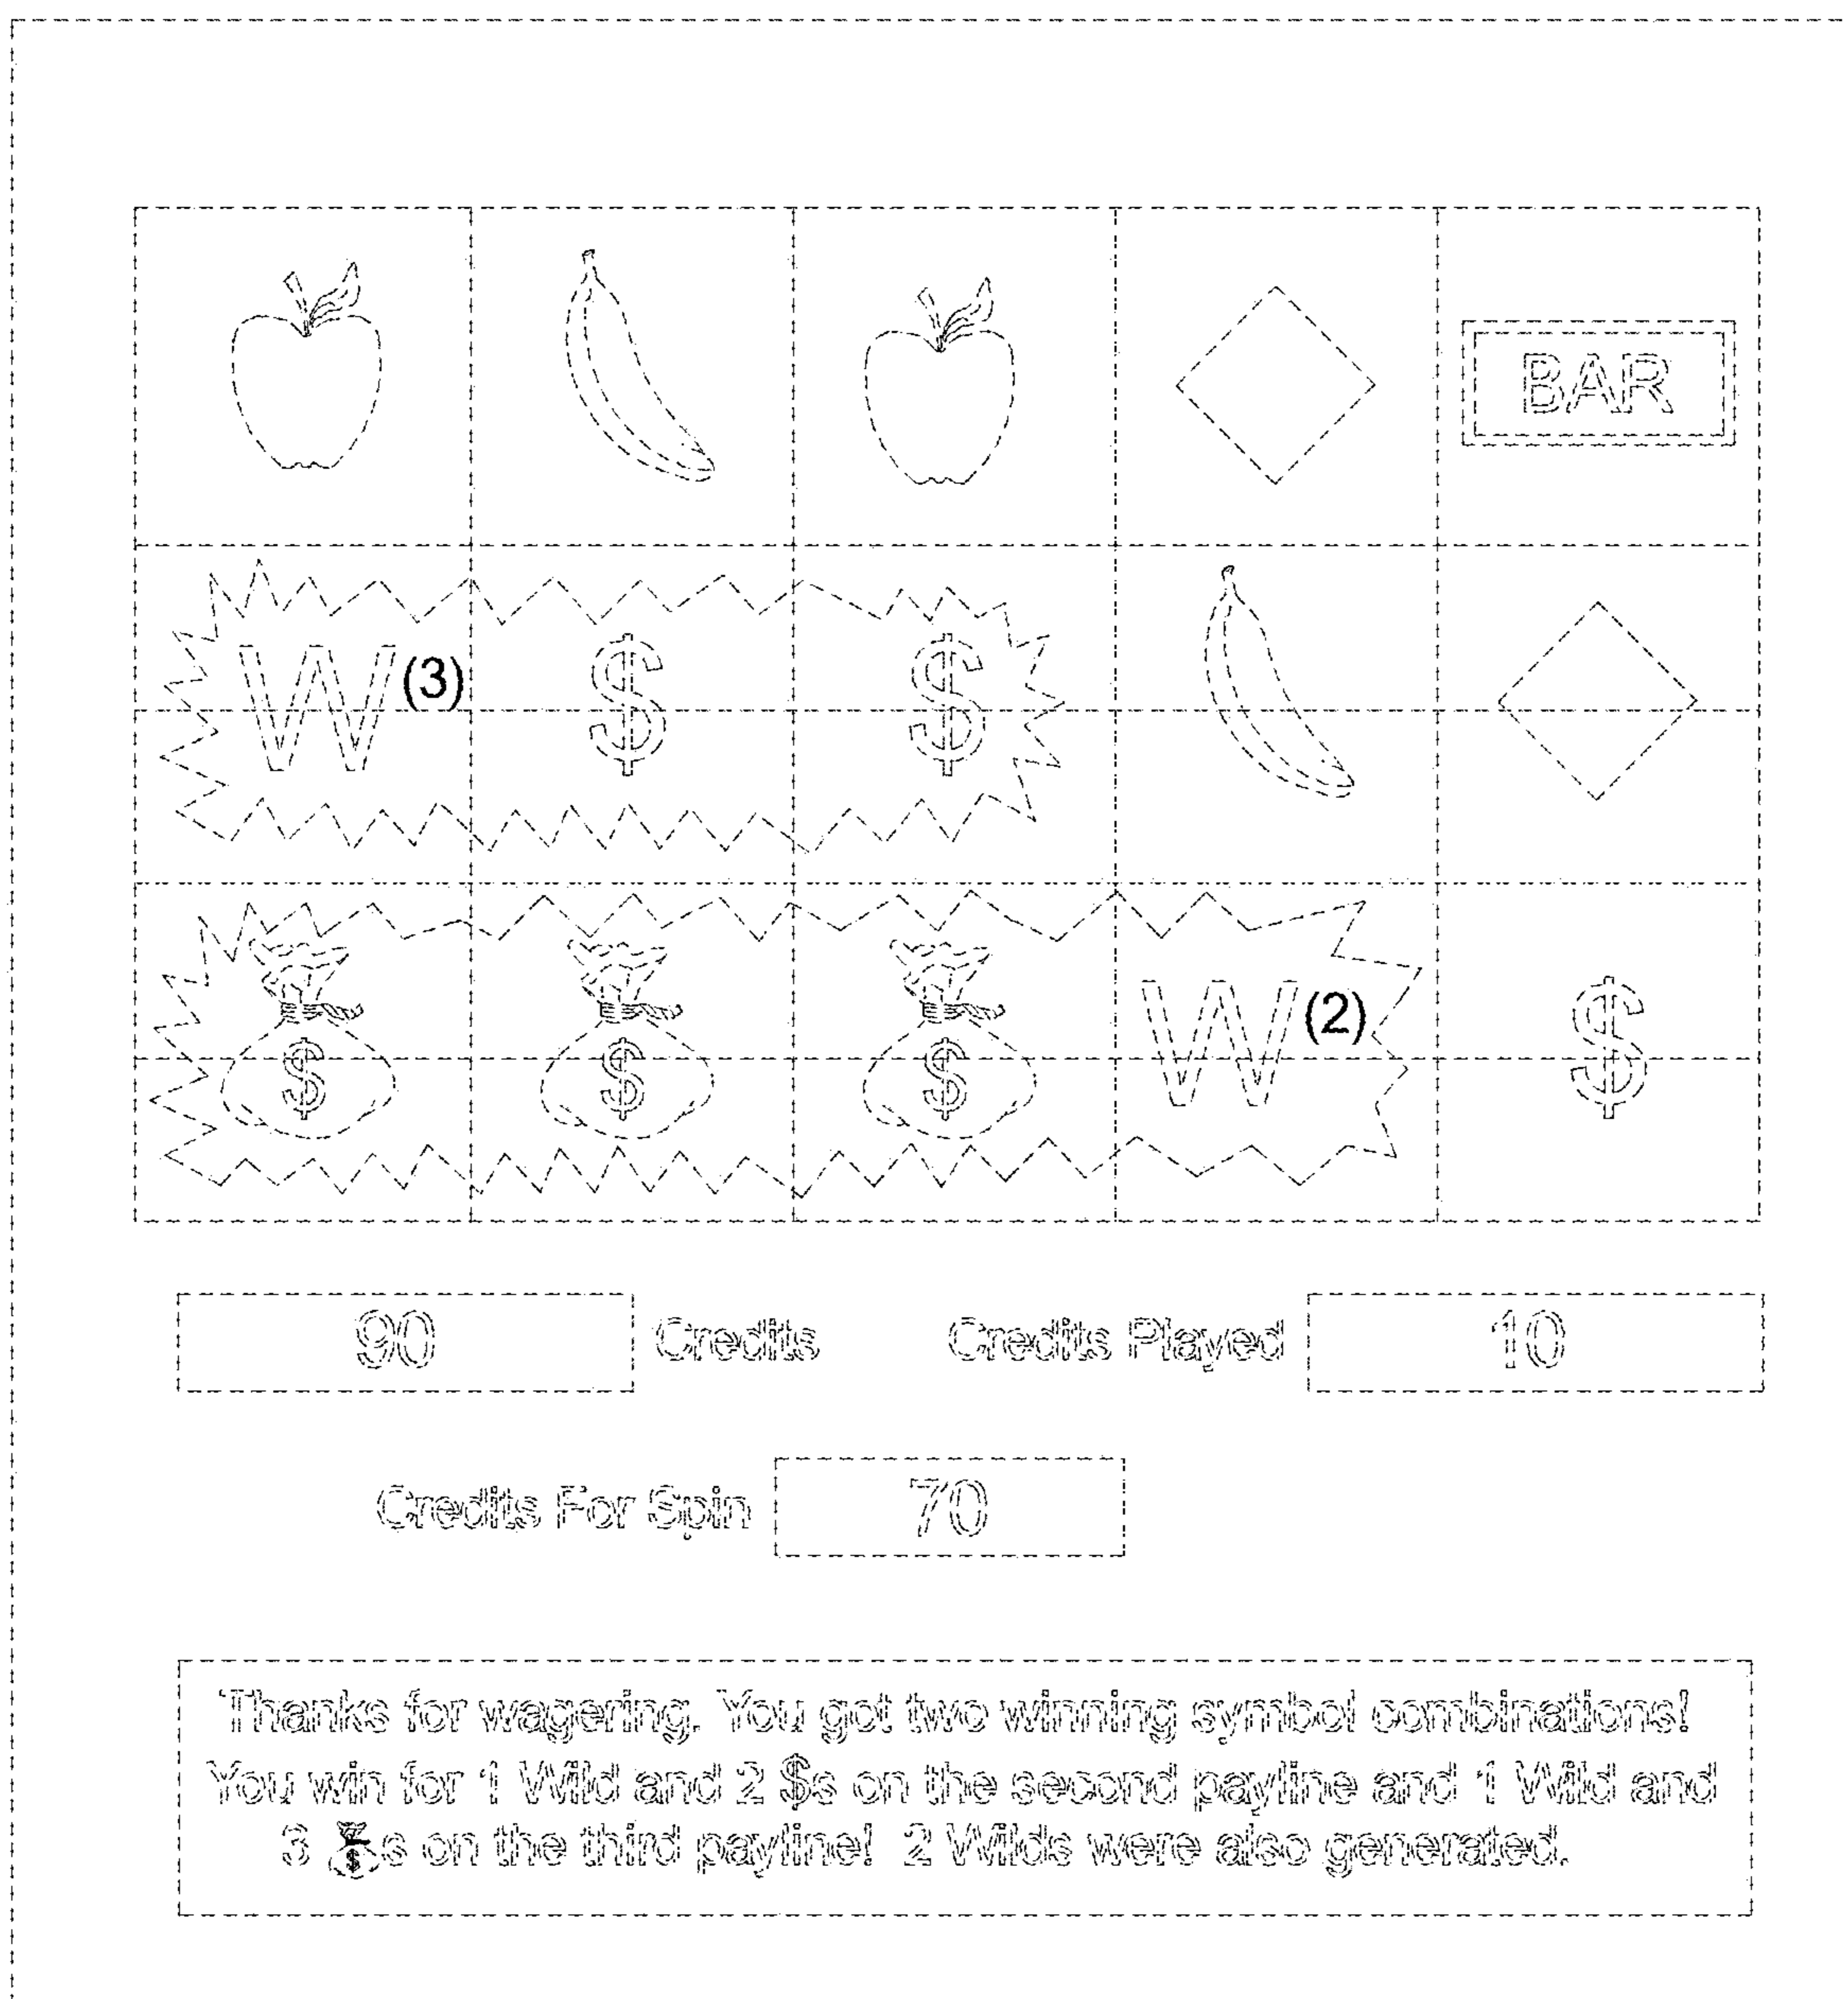 BAR
W(3) $ $
$ $ $ W(2) $
90 Credits Credits Played 10
Credits For Spin 70
Thanks for wagering. You got two winning symbol combinations!
You win for 1 Wild and 2 $s on the second payline and 1 Wild and
3 $s on the third payline! 2 Wilds were also generated.